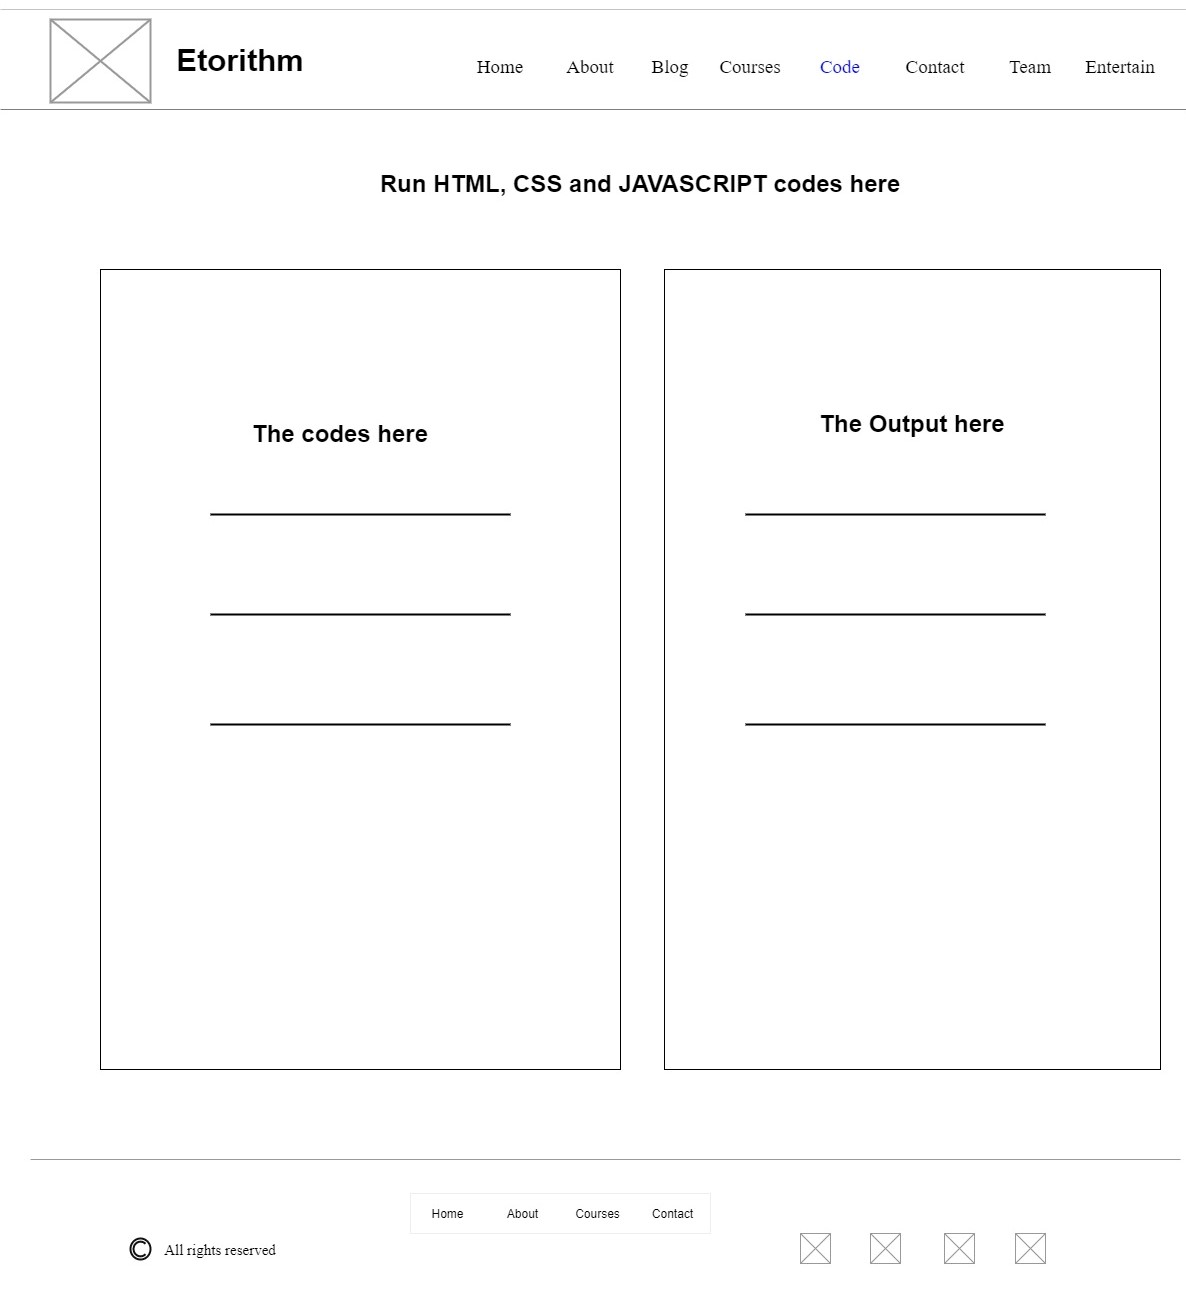 Etorithm
Home About Blog Courses Code Contact Team Entertain
Run HTML, CSS and JAVASCRIPT codes here
The codes here
The Output here
Home About Courses Contact
© All rights reserved